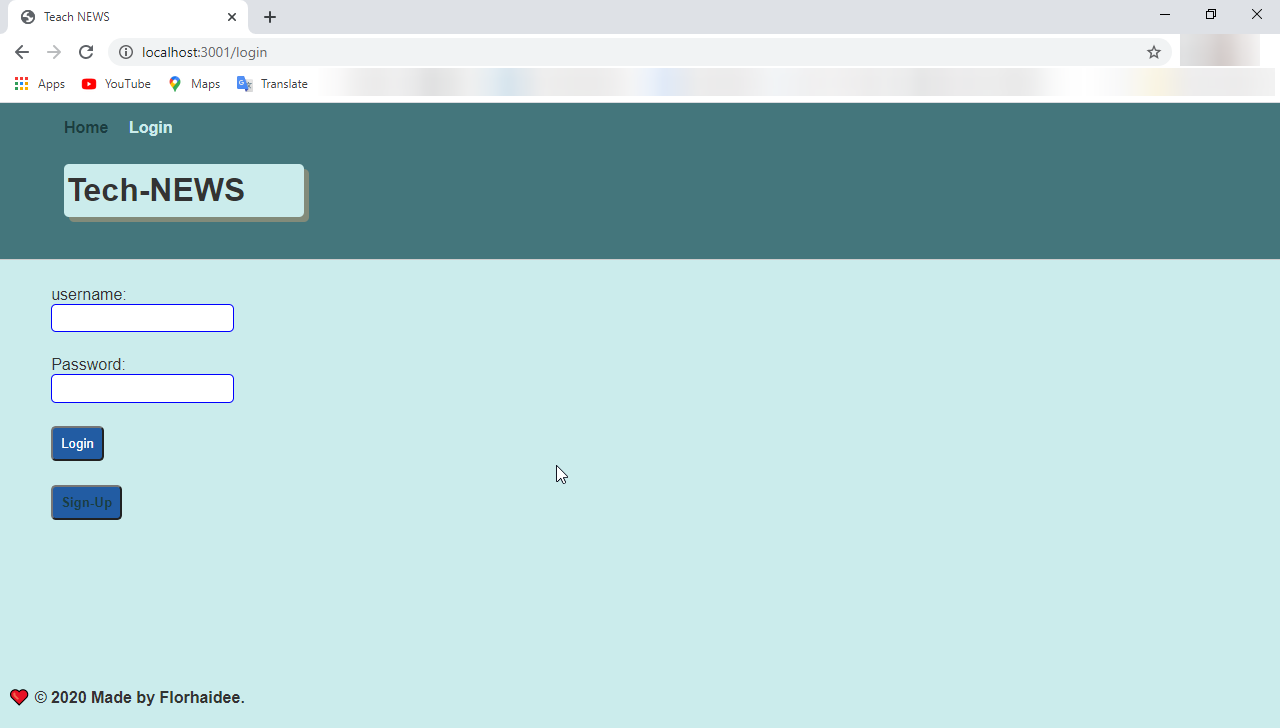 Teach NEWS
localhost:3001/login
Apps YouTube Maps Translate
Home Login
Tech-NEWS
username:
Password:
Login
Sign-Up
© 2020 Made by Florhaidee.